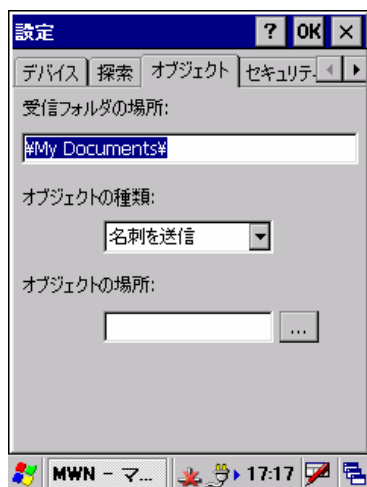 設定 ? OK ×
デバイス 探索 オブジェクト セキュリテ
受信フォルダの場所:
¥My Documents¥
オブジェクトの種類:
名刺を送信
オブジェクトの場所:
...
MWN - マ... 17:17